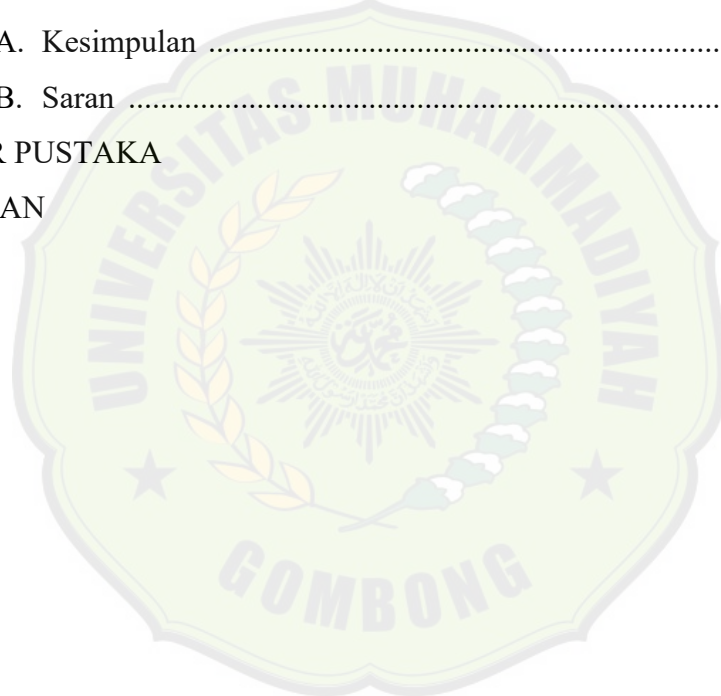 A. Kesimpulan ................................................................
B. Saran .........................................................................
R PUSTAKA
AN
UNIVERSITAS MUHAMMADIYAH
GOMBONG